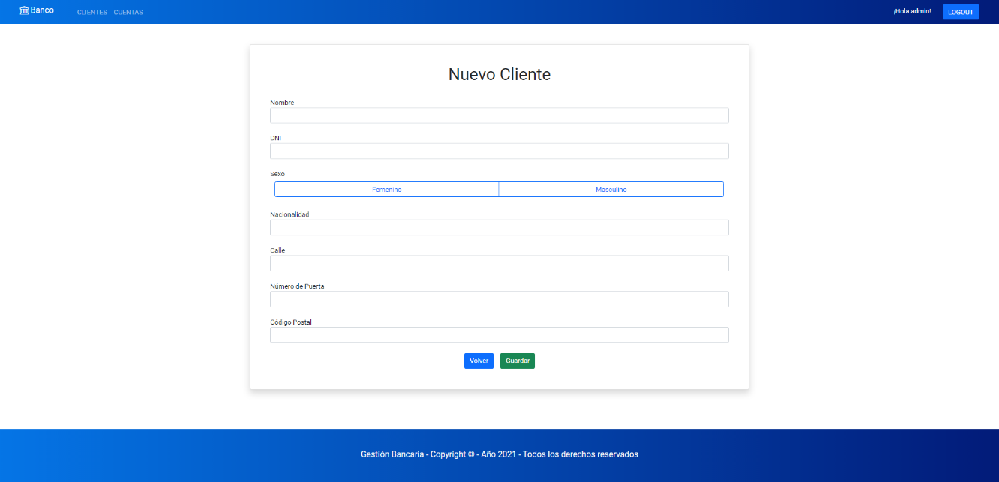 Banco CLIENTES CUENTAS ¡Hola admin! LOGOUT
Nuevo Cliente
Nombre
DNI
Sexo
Femenino Masculino
Nacionalidad
Calle
Número de Puerta
Código Postal
Volver Guardar
Gestión Bancaria - Copyright © - Año 2021 - Todos los derechos reservados